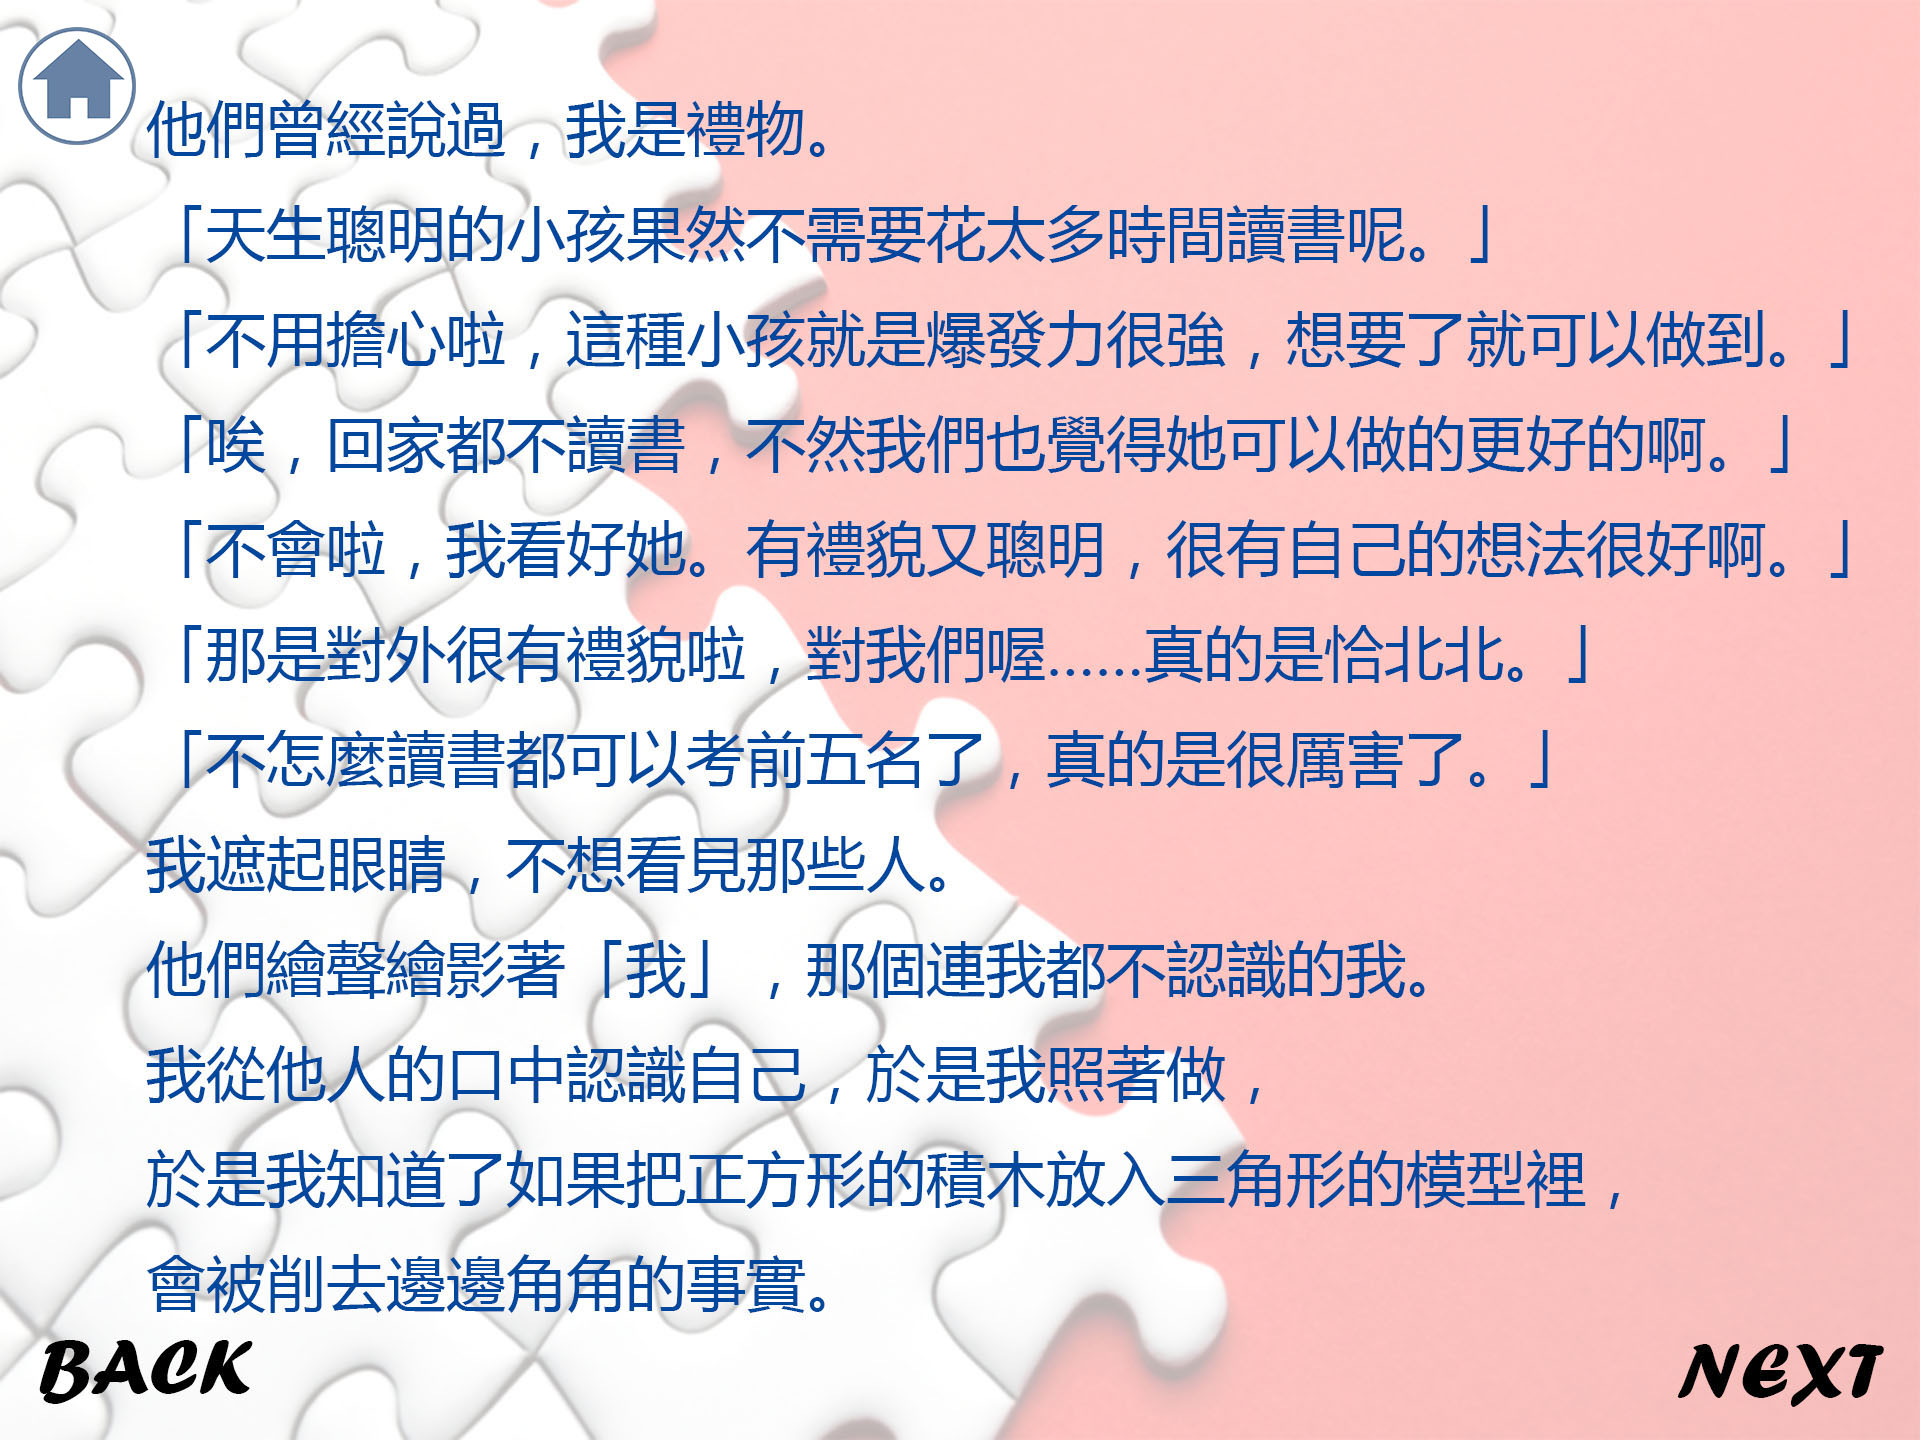 他們曾經說過，我是禮物。
「天生聰明的小孩果然不需要花太多時間讀書呢。」
「不用擔心啦，這種小孩就是爆發力很強，想要了就可以做到。」
「唉，回家都不讀書，不然我們也覺得她可以做的更好的啊。」
「不會啦，我看好她。有禮貌又聰明，很有自己的想法很好啊。」
「那是對外很有禮貌啦，對我們喔……真的是恰北北。」
「不怎麼讀書都可以考前五名了，真的是很厲害了。」
我遮起眼睛，不想看見那些人。
他們繪聲繪影著「我」，那個連我都不認識的我。
我從他人的口中認識自己，於是我照著做，
於是我知道了如果把正方形的積木放入三角形的模型裡，
會被削去邊邊角角的事實。
BACK
NEXT